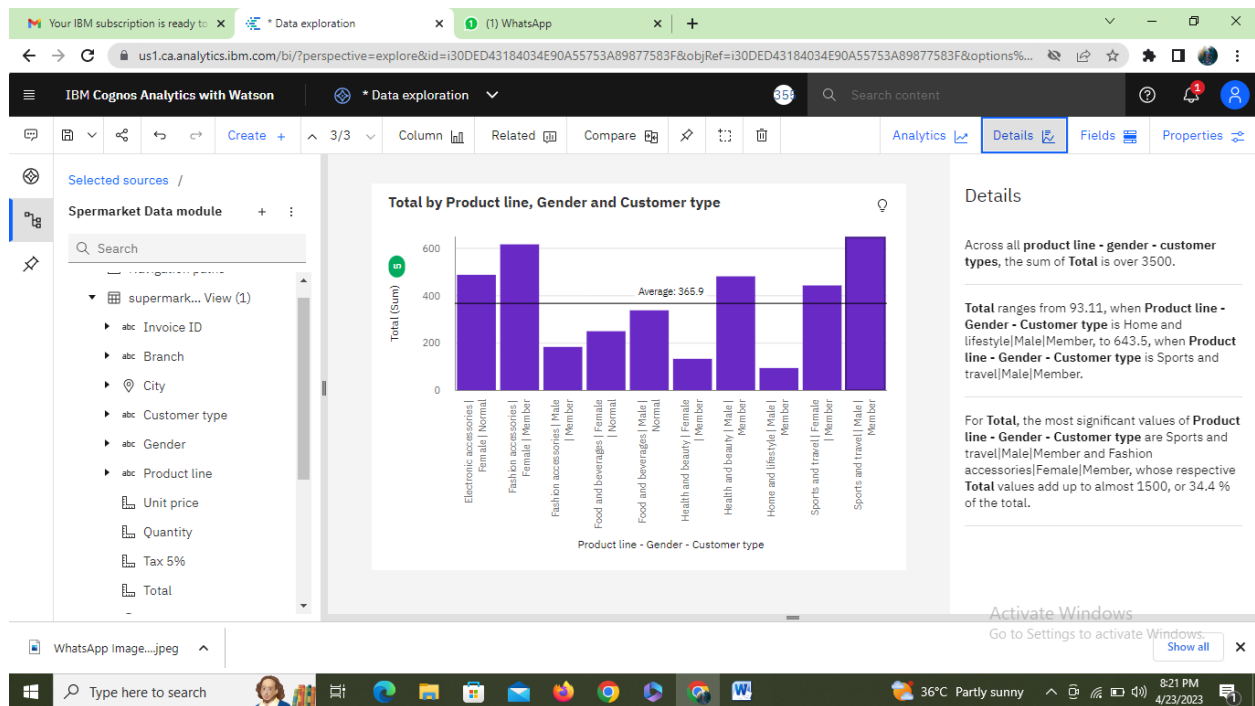 Your IBM subscription is ready to
* Data exploration
(1) WhatsApp
us1.ca.analytics.ibm.com/bi/?perspective=explore&id=i30DED43184034E90A55753A89877583F&objRef=i30DED43184034E90A55753A89877583F&options%...
IBM Cognos Analytics with Watson
* Data exploration
Search content
1
Create +
3/3
Column
Related
Compare
Analytics
Details
Fields
Properties
Selected sources /
Spermarket Data module
Search
supermark... View (1)
abc Invoice ID
abc Branch
City
abc Customer type
abc Gender
abc Product line
Unit price
Quantity
Tax 5%
Total
Total by Product line, Gender and Customer type
Total (Sum)
600
400
200
0
Average: 365.9
Electronic accessories |
Female | Normal
Fashion accessories |
Female | Member
Fashion accessories | Male
| Member
Food and beverages | Female
| Normal
Food and beverages | Male |
Normal
Health and beauty | Female
| Member
Health and beauty | Male |
Member
Home and lifestyle | Male |
Member
Sports and travel | Female
| Member
Sports and travel | Male |
Member
Product line - Gender - Customer type
Details
Across all product line - gender - customer
types, the sum of Total is over 3500.
Total ranges from 93.11, when Product line -
Gender - Customer type is Home and
lifestyle|Male|Member, to 643.5, when Product
line - Gender - Customer type is Sports and
travel|Male|Member.
For Total, the most significant values of Product
line - Gender - Customer type are Sports and
travel|Male|Member and Fashion
accessories|Female|Member, whose respective
Total values add up to almost 1500, or 34.4 %
of the total.
Activate Windows
Go to Settings to activate Windows.
WhatsApp Image....jpeg
Show all
Type here to search
36°C Partly sunny
8:21 PM
4/23/2023
1